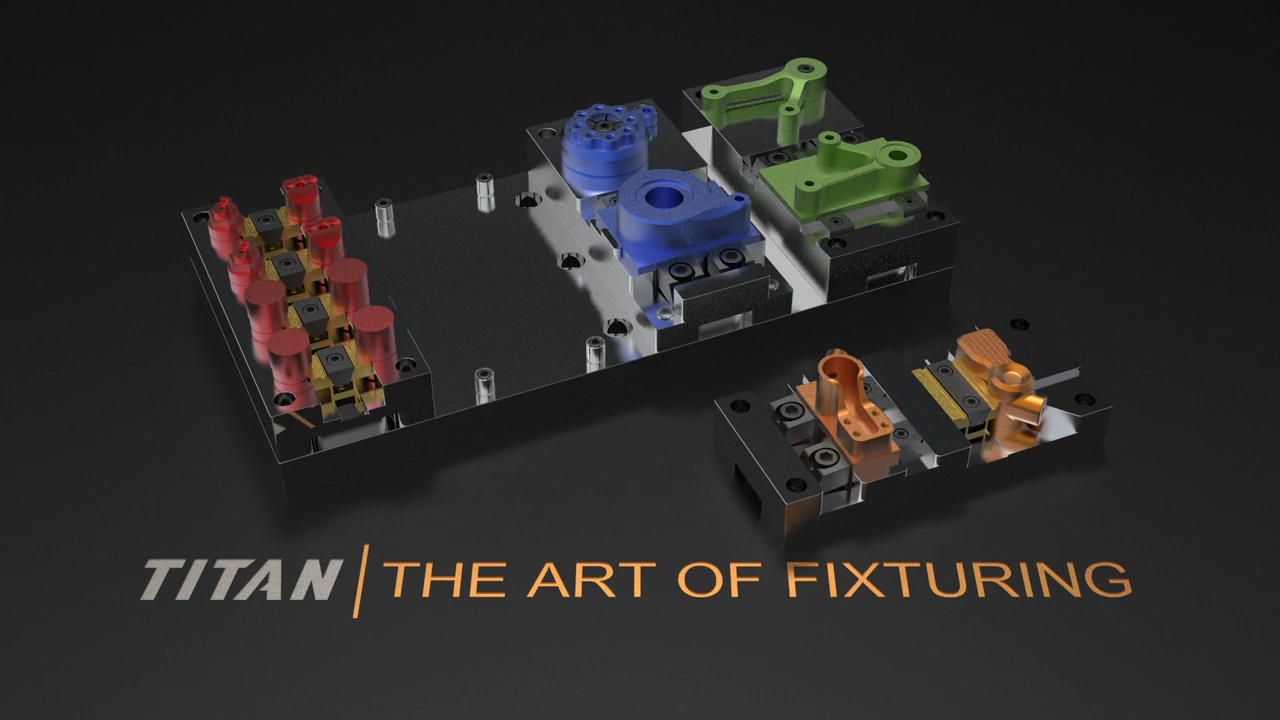 TITAN | THE ART OF FIXTURING